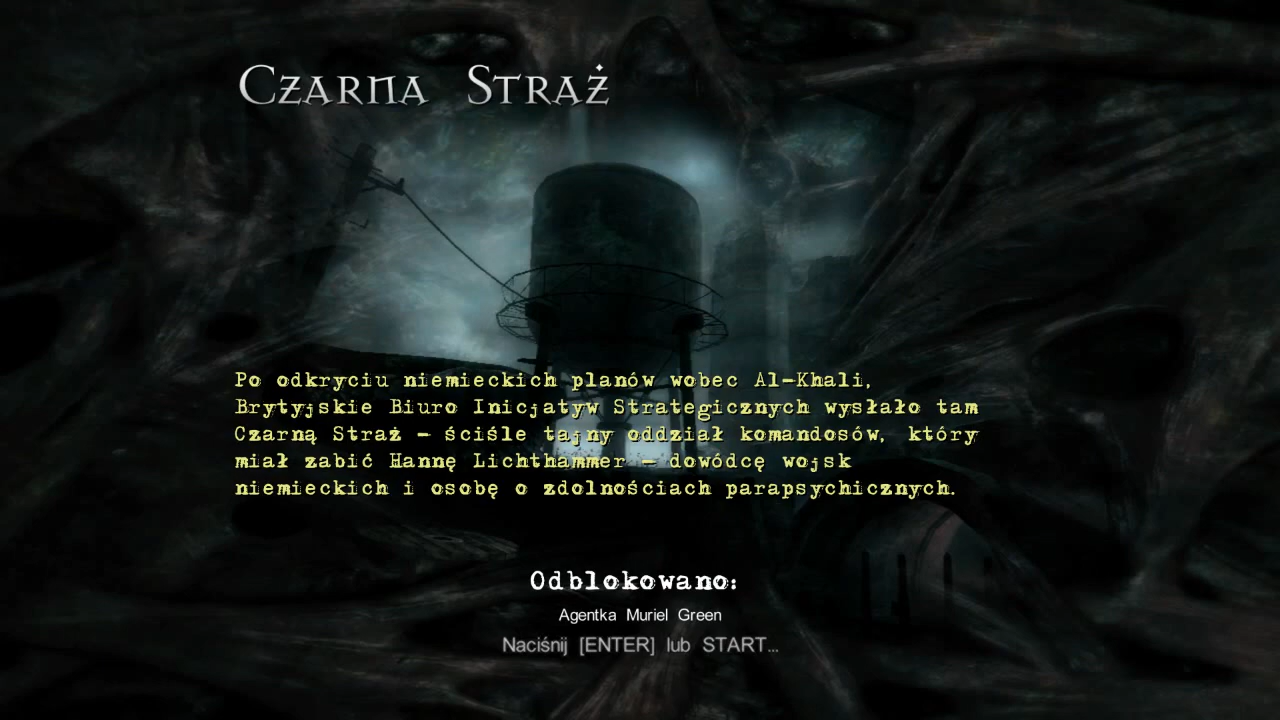 Czarna Straż
Po odkryciu niemieckich planów wobec Al-Khali,
Brytyjskie Biuro Inicjatyw Strategicznych wysłało tam
Czarną Straż - ściśle tajny oddział komandosów, który
miał zabić Hannę Lichthammer - dowódcę wojsk
niemieckich i osobę o zdolnościach parapsychicznych.
Odblokowano:
Agentka Muriel Green
Naciśnij [ENTER] lub START...